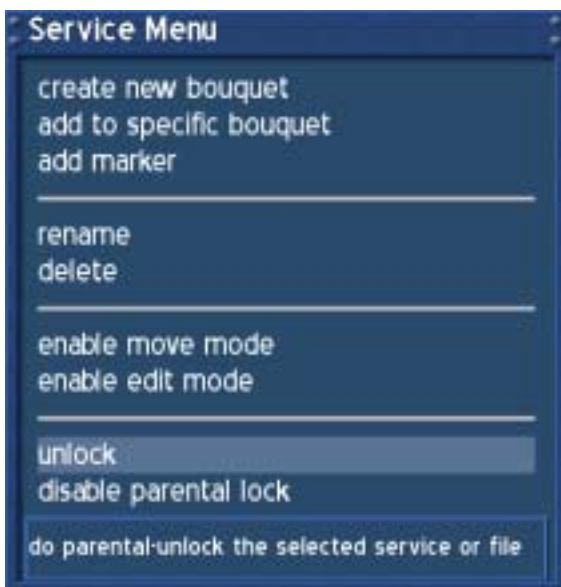 Service Menu
create new bouquet
add to specific bouquet
add marker
rename
delete
enable move mode
enable edit mode
unlock
disable parental lock
do parental-unlock the selected service or file